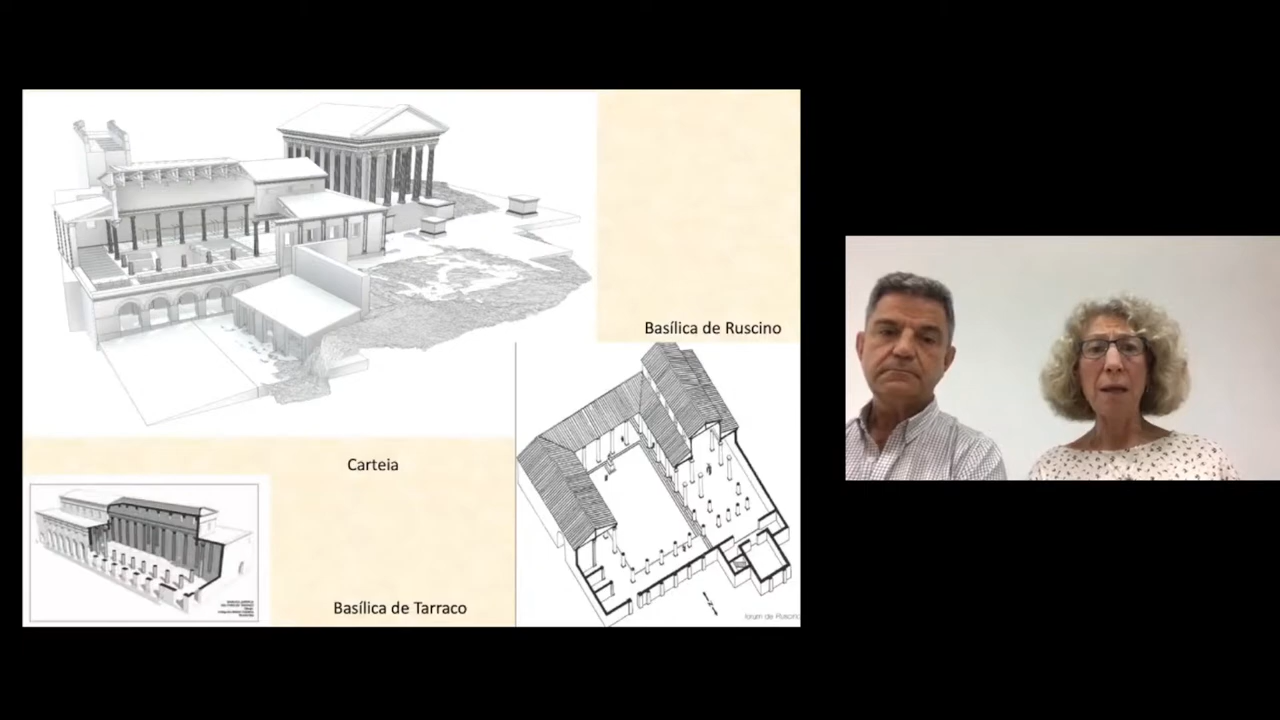 Basílica de Ruscino
Carteia
Basílica de Tarraco
forum de Ruscino